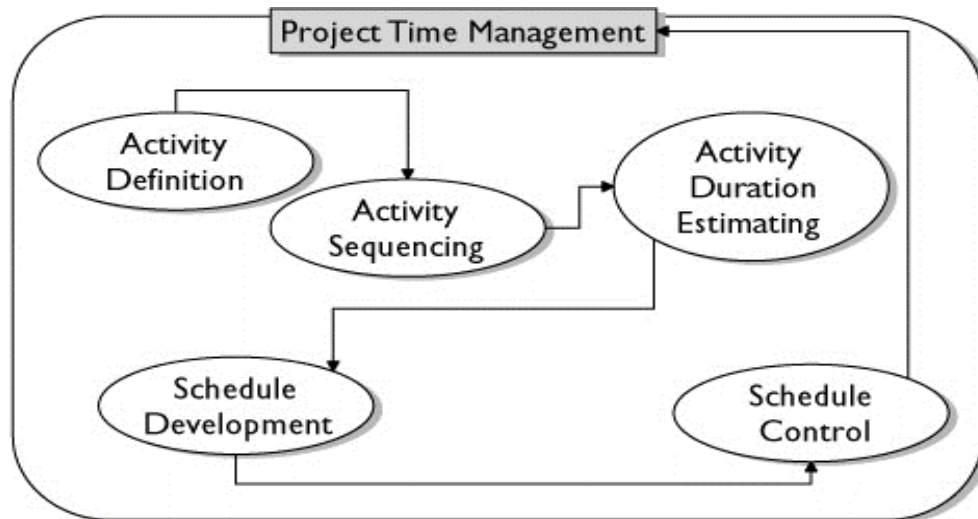 Project Time Management
Activity
Definition
Activity
Sequencing
Activity
Duration
Estimating
Schedule
Development
Schedule
Control